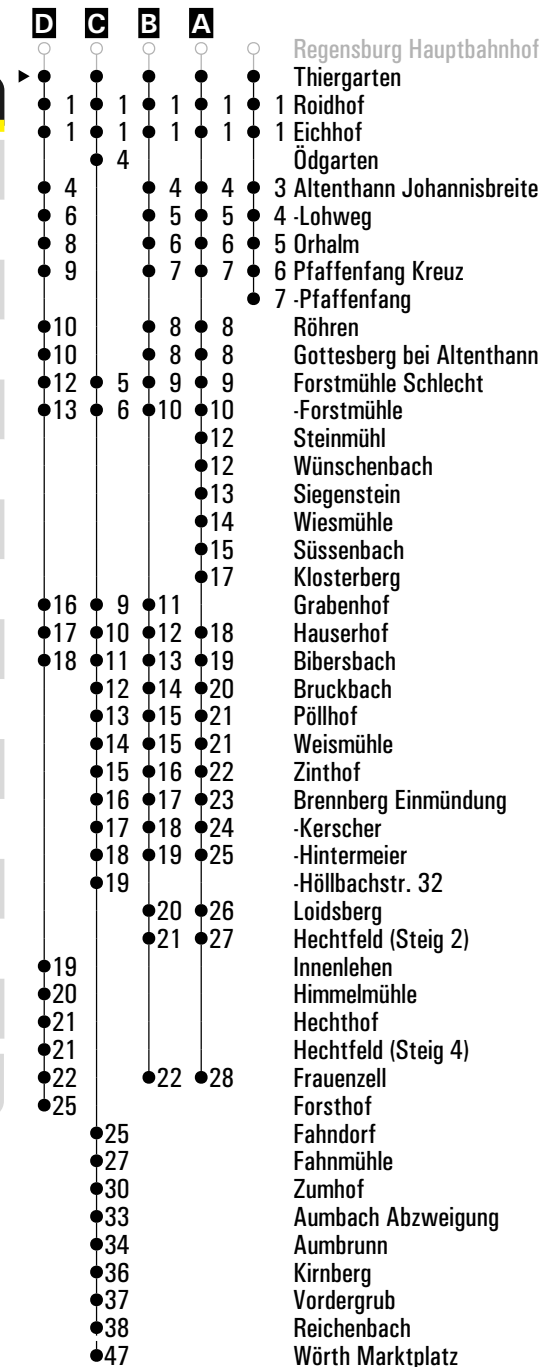 D C B A
Regensburg Hauptbahnhof
Thiergarten
1 1 1 1 1 Roidhof
1 1 1 1 1 Eichhof
4 Ödgarten
4 4 4 3 Altenthann Johannisbreite
6 5 5 4 -Lohweg
8 6 6 5 Orhalm
9 7 7 6 Pfaffenfang Kreuz
7 -Pfaffenfang
10 8 8 Röhren
10 8 8 Gottesberg bei Altenthann
12 5 9 9 Forstmühle Schlecht
13 6 10 10 -Forstmühle
12 Steinmühl
12 Wünschenbach
13 Siegenstein
14 Wiesmühle
15 Süssenbach
17 Klosterberg
16 9 11 Grabenhof
17 10 12 18 Hauserhof
18 11 13 19 Bibersbach
12 14 20 Bruckbach
13 15 21 Pöllhof
14 15 21 Weismühle
15 16 22 Zinthof
16 17 23 Brennberg Einmündung
17 18 24 -Kerscher
18 19 25 -Hintermeier
19 -Höllbachstr. 32
20 26 Loidsberg
21 27 Hechtfeld (Steig 2)
19 Innenlehen
20 Himmelmühle
21 Hechthof
21 Hechtfeld (Steig 4)
22 22 28 Frauenzell
25 Forsthof
25 Fahndorf
27 Fahnmühle
30 Zumhof
33 Aumbach Abzweigung
34 Aumbrunn
36 Kirnberg
37 Vordergrub
38 Reichenbach
47 Wörth Marktplatz